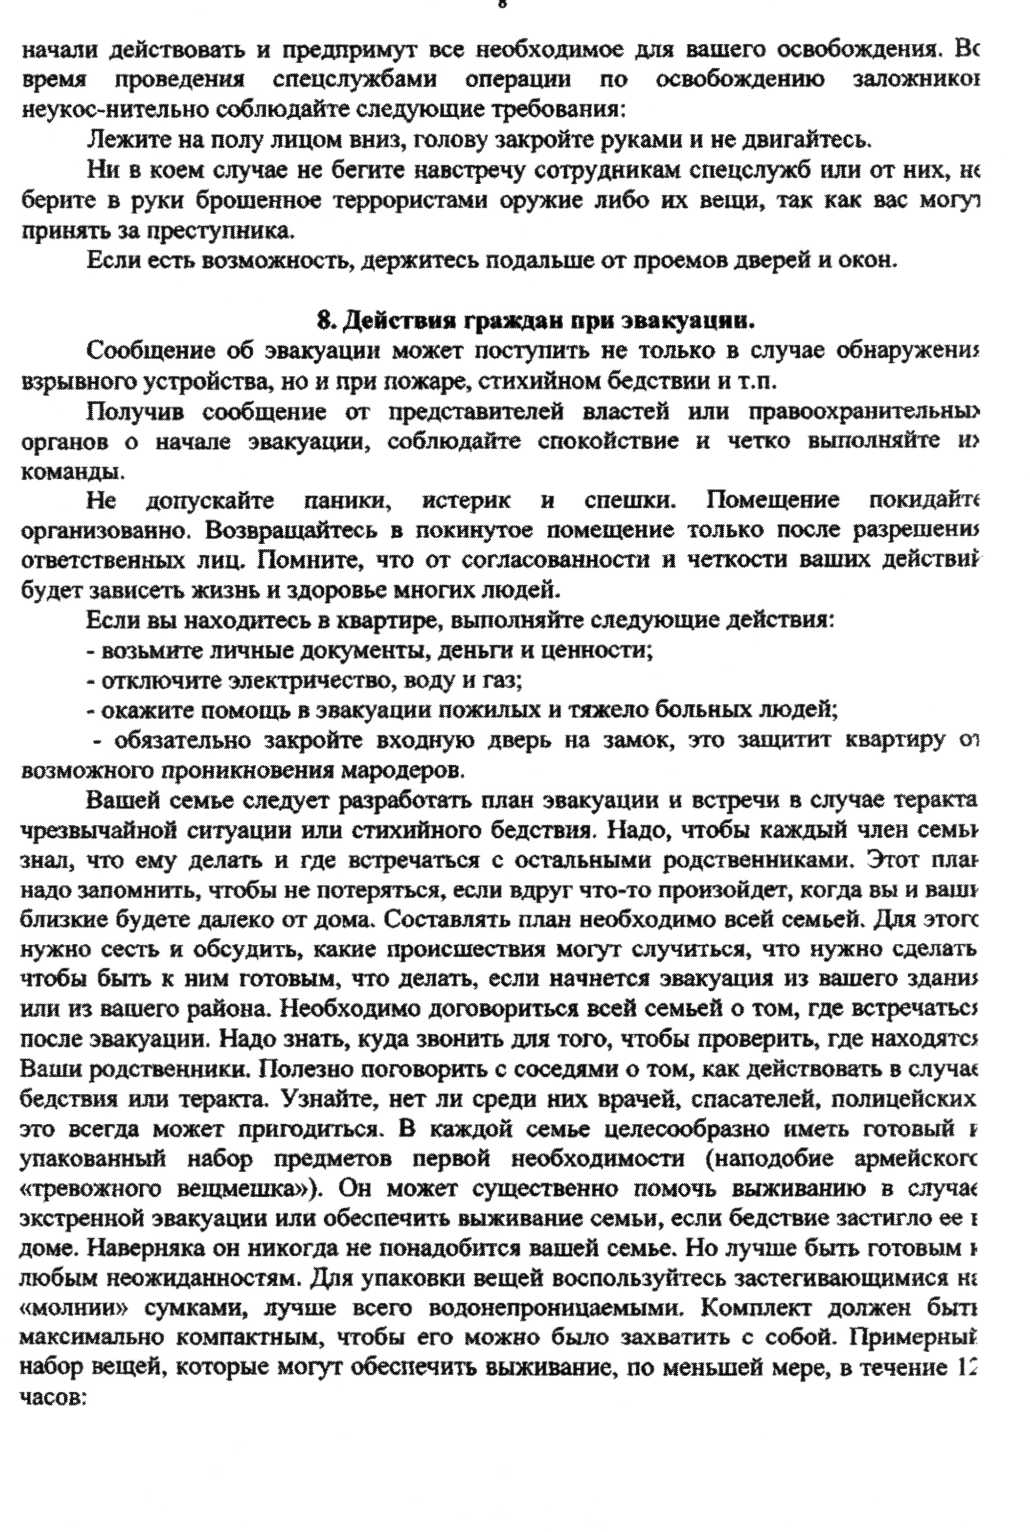 8
начали действовать и предпримут все необходимое для вашего освобождения. Во
время проведения спецслужбами операции по освобождению заложников
неукос-нительно соблюдайте следующие требования:
Лежите на полу лицом вниз, голову закройте руками и не двигайтесь.
Ни в коем случае не бегите навстречу сотрудникам спецслужб или от них, не
берите в руки брошенное террористами оружие либо их вещи, так как вас могут
принять за преступника.
Если есть возможность, держитесь подальше от проемов дверей и окон.
8. Действия граждан при эвакуации.
Сообщение об эвакуации может поступить не только в случае обнаружения
взрывного устройства, но и при пожаре, стихийном бедствии и т.п.
Получив сообщение от представителей властей или правоохранительных
органов о начале эвакуации, соблюдайте спокойствие и четко выполняйте их
команды.
Не допускайте паники, истерик и спешки. Помещение покидайте
организованно. Возвращайтесь в покинутое помещение только после разрешения
ответственных лиц. Помните, что от согласованности и четкости ваших действий
будет зависеть жизнь и здоровье многих людей.
Если вы находитесь в квартире, выполняйте следующие действия:
- возьмите личные документы, деньги и ценности;
- отключите электричество, воду и газ;
- окажите помощь в эвакуации пожилых и тяжело больных людей;
- обязательно закройте входную дверь на замок, это защитит квартиру от
возможного проникновения мародеров.
Вашей семье следует разработать план эвакуации и встречи в случае теракта
чрезвычайной ситуации или стихийного бедствия. Надо, чтобы каждый член семьи
знал, что ему делать и где встречаться с остальными родственниками. Этот план
надо запомнить, чтобы не потеряться, если вдруг что-то произойдет, когда вы и ваши
близкие будете далеко от дома. Составлять план необходимо всей семьей. Для этого
нужно сесть и обсудить, какие происшествия могут случиться, что нужно сделать
чтобы быть к ним готовым, что делать, если начнется эвакуация из вашего здания
или из вашего района. Необходимо договориться всей семьей о том, где встречаться
после эвакуации. Надо знать, куда звонить для того, чтобы проверить, где находятся
Ваши родственники. Полезно поговорить с соседями о том, как действовать в случае
бедствия или теракта. Узнайте, нет ли среди них врачей, спасателей, полицейских
это всегда может пригодиться. В каждой семье целесообразно иметь готовый и
упакованный набор предметов первой необходимости (наподобие армейского
«тревожного вещмешка»). Он может существенно помочь выживанию в случае
экстренной эвакуации или обеспечить выживание семьи, если бедствие застигло ее в
доме. Наверняка он никогда не понадобится вашей семье. Но лучше быть готовым к
любым неожиданностям. Для упаковки вещей воспользуйтесь застегивающимися на
«молнии» сумками, лучше всего водонепроницаемыми. Комплект должен быть
максимально компактным, чтобы его можно было захватить с собой. Примерный
набор вещей, которые могут обеспечить выживание, по меньшей мере, в течение 12
часов: